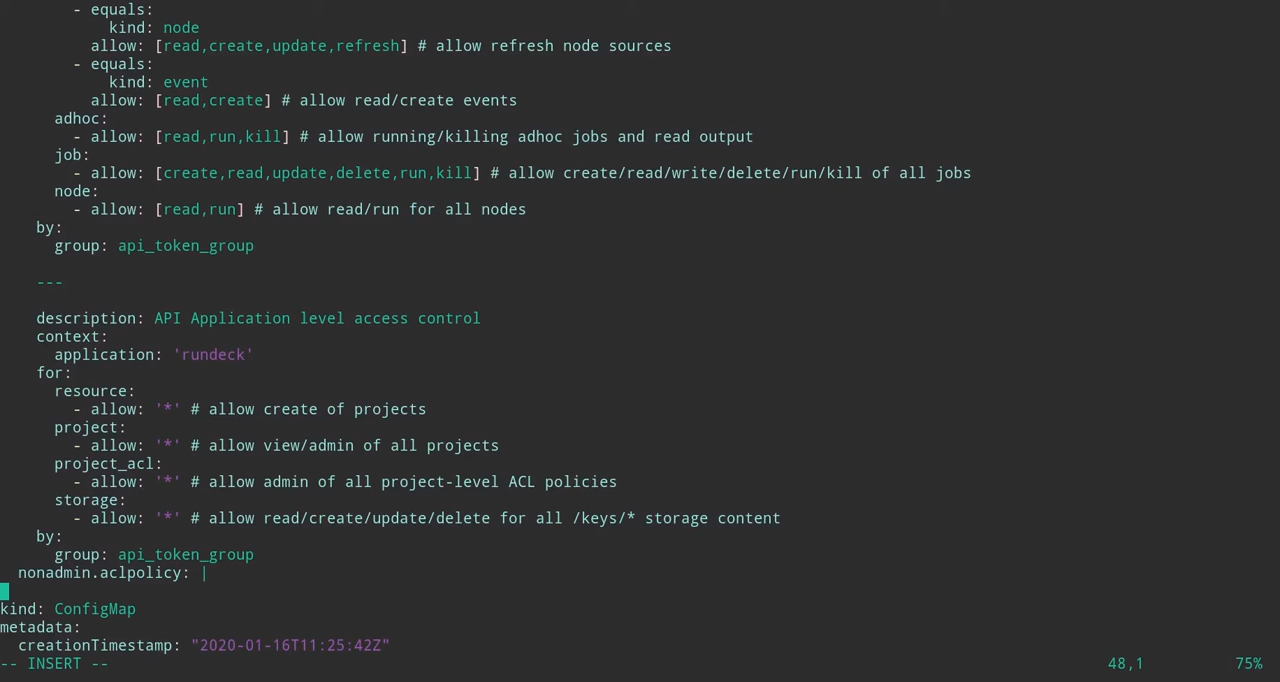 - equals:
            kind: node
          allow: [read,create,update,refresh] # allow refresh node sources
        - equals:
            kind: event
          allow: [read,create] # allow read/create events
      adhoc:
        - allow: [read,run,kill] # allow running/killing adhoc jobs and read output
      job:
        - allow: [create,read,update,delete,run,kill] # allow create/read/write/delete/run/kill of all jobs
      node:
        - allow: [read,run] # allow read/run for all nodes
    by:
      group: api_token_group

    ---

    description: API Application level access control
    context:
      application: 'rundeck'
    for:
      resource:
        - allow: '*' # allow create of projects
      project:
        - allow: '*' # allow view/admin of all projects
      project_acl:
        - allow: '*' # allow admin of all project-level ACL policies
      storage:
        - allow: '*' # allow read/create/update/delete for all /keys/* storage content
    by:
      group: api_token_group
  nonadmin.aclpolicy: |

kind: ConfigMap
metadata:
  creationTimestamp: "2020-01-16T11:25:42Z"
-- INSERT -- 48,1 75%